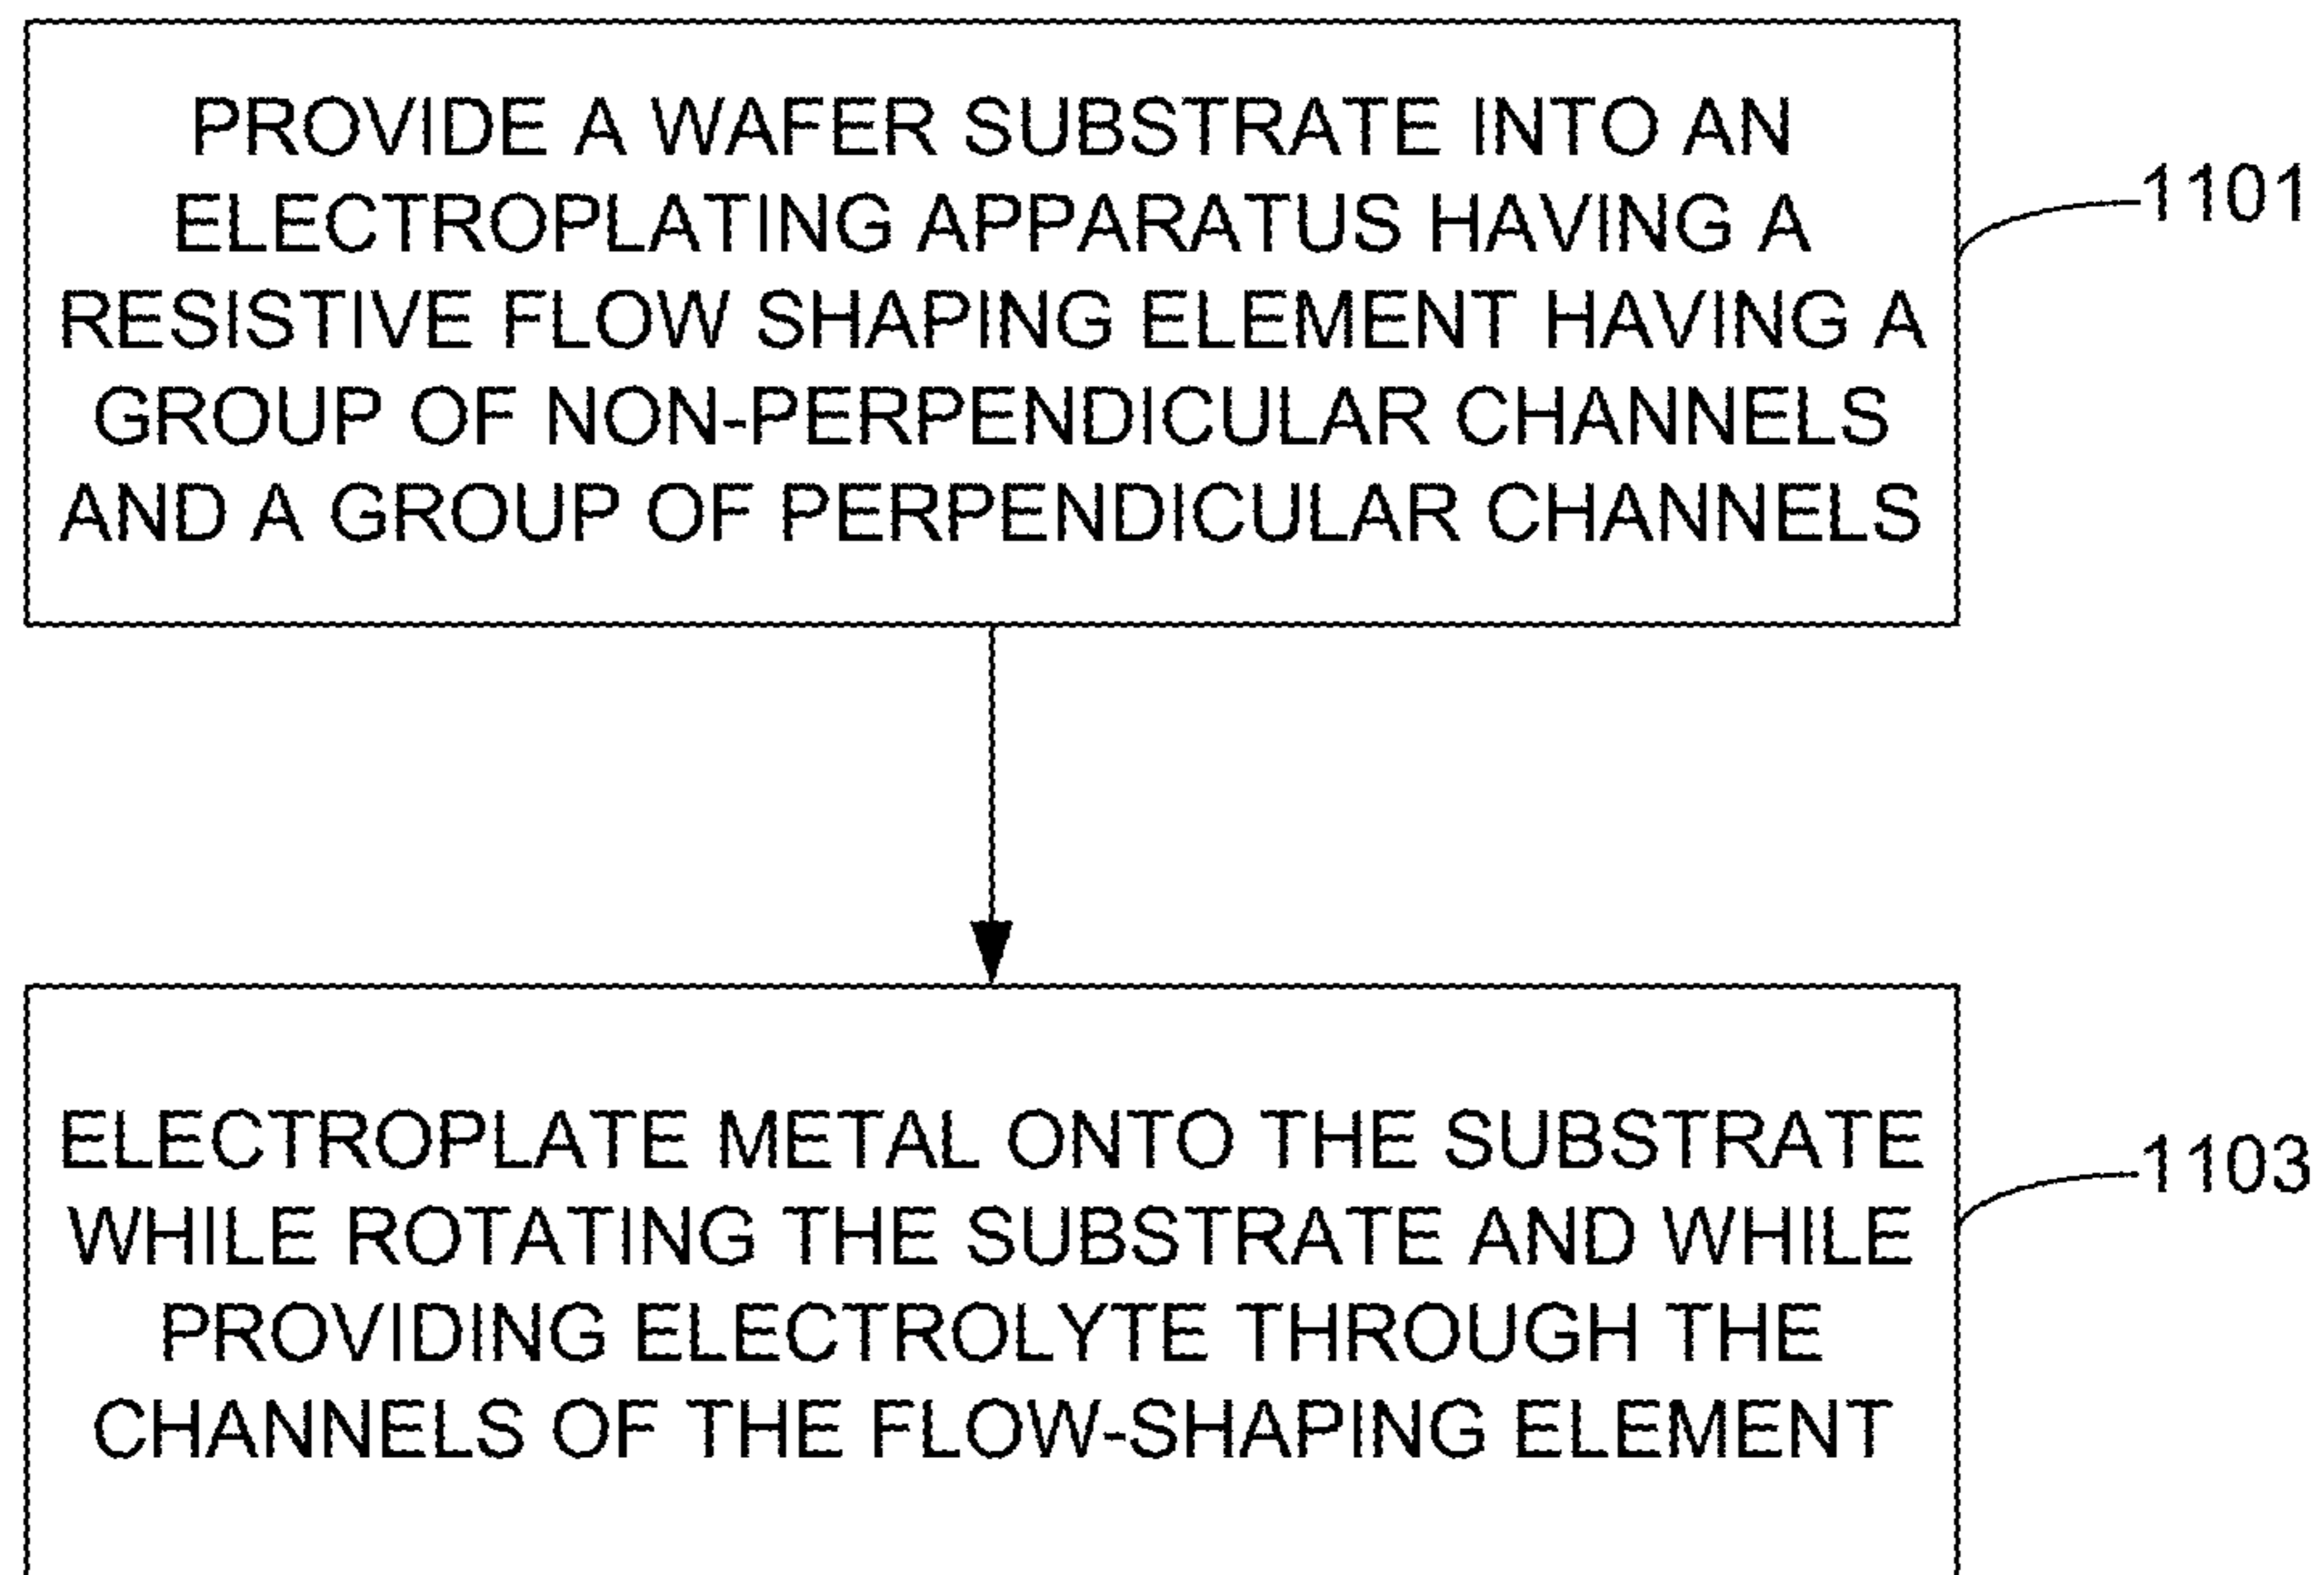 PROVIDE A WAFER SUBSTRATE INTO AN
ELECTROPLATING APPARATUS HAVING A
RESISTIVE FLOW SHAPING ELEMENT HAVING A
GROUP OF NON-PERPENDICULAR CHANNELS
AND A GROUP OF PERPENDICULAR CHANNELS
1101
ELECTROPLATE METAL ONTO THE SUBSTRATE
WHILE ROTATING THE SUBSTRATE AND WHILE
PROVIDING ELECTROLYTE THROUGH THE
CHANNELS OF THE FLOW-SHAPING ELEMENT
1103